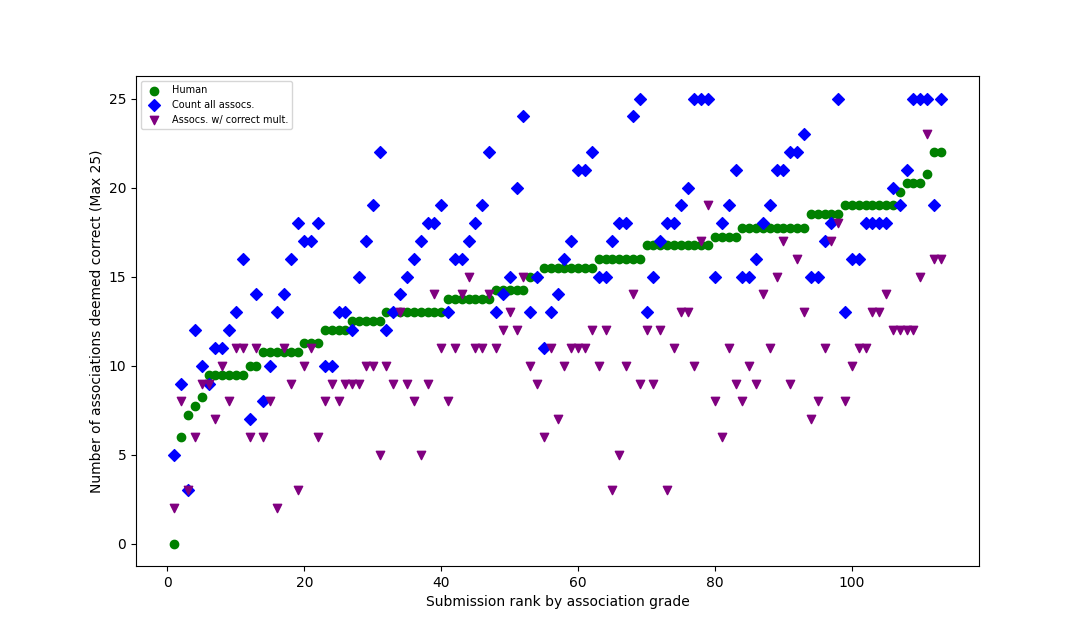 Human
Count all assocs.
Assocs. w/ correct mult.
Number of associations deemed correct (Max 25)
25
20
15
10
5
0
0 20 40 60 80 100
Submission rank by association grade